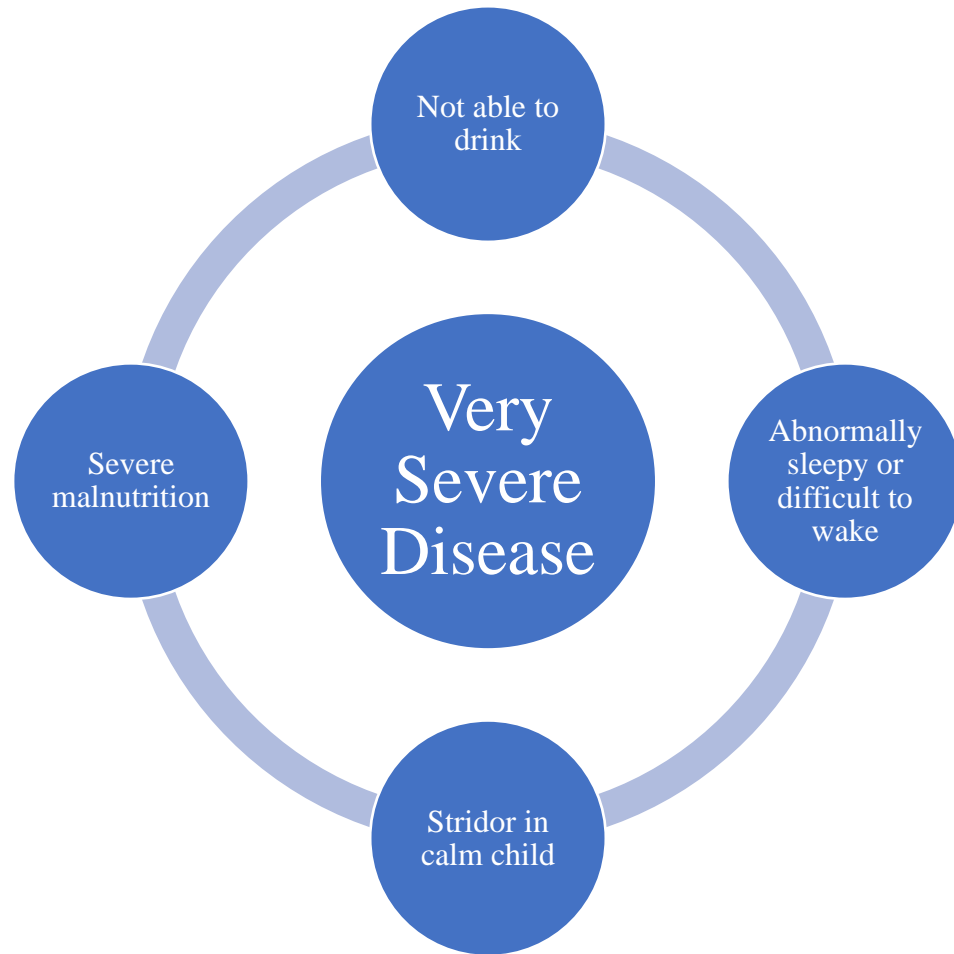 Not able to
drink
Severe
malnutrition
Very
Severe
Disease
Abnormally
sleepy or
difficult to
wake
Stridor in
calm child